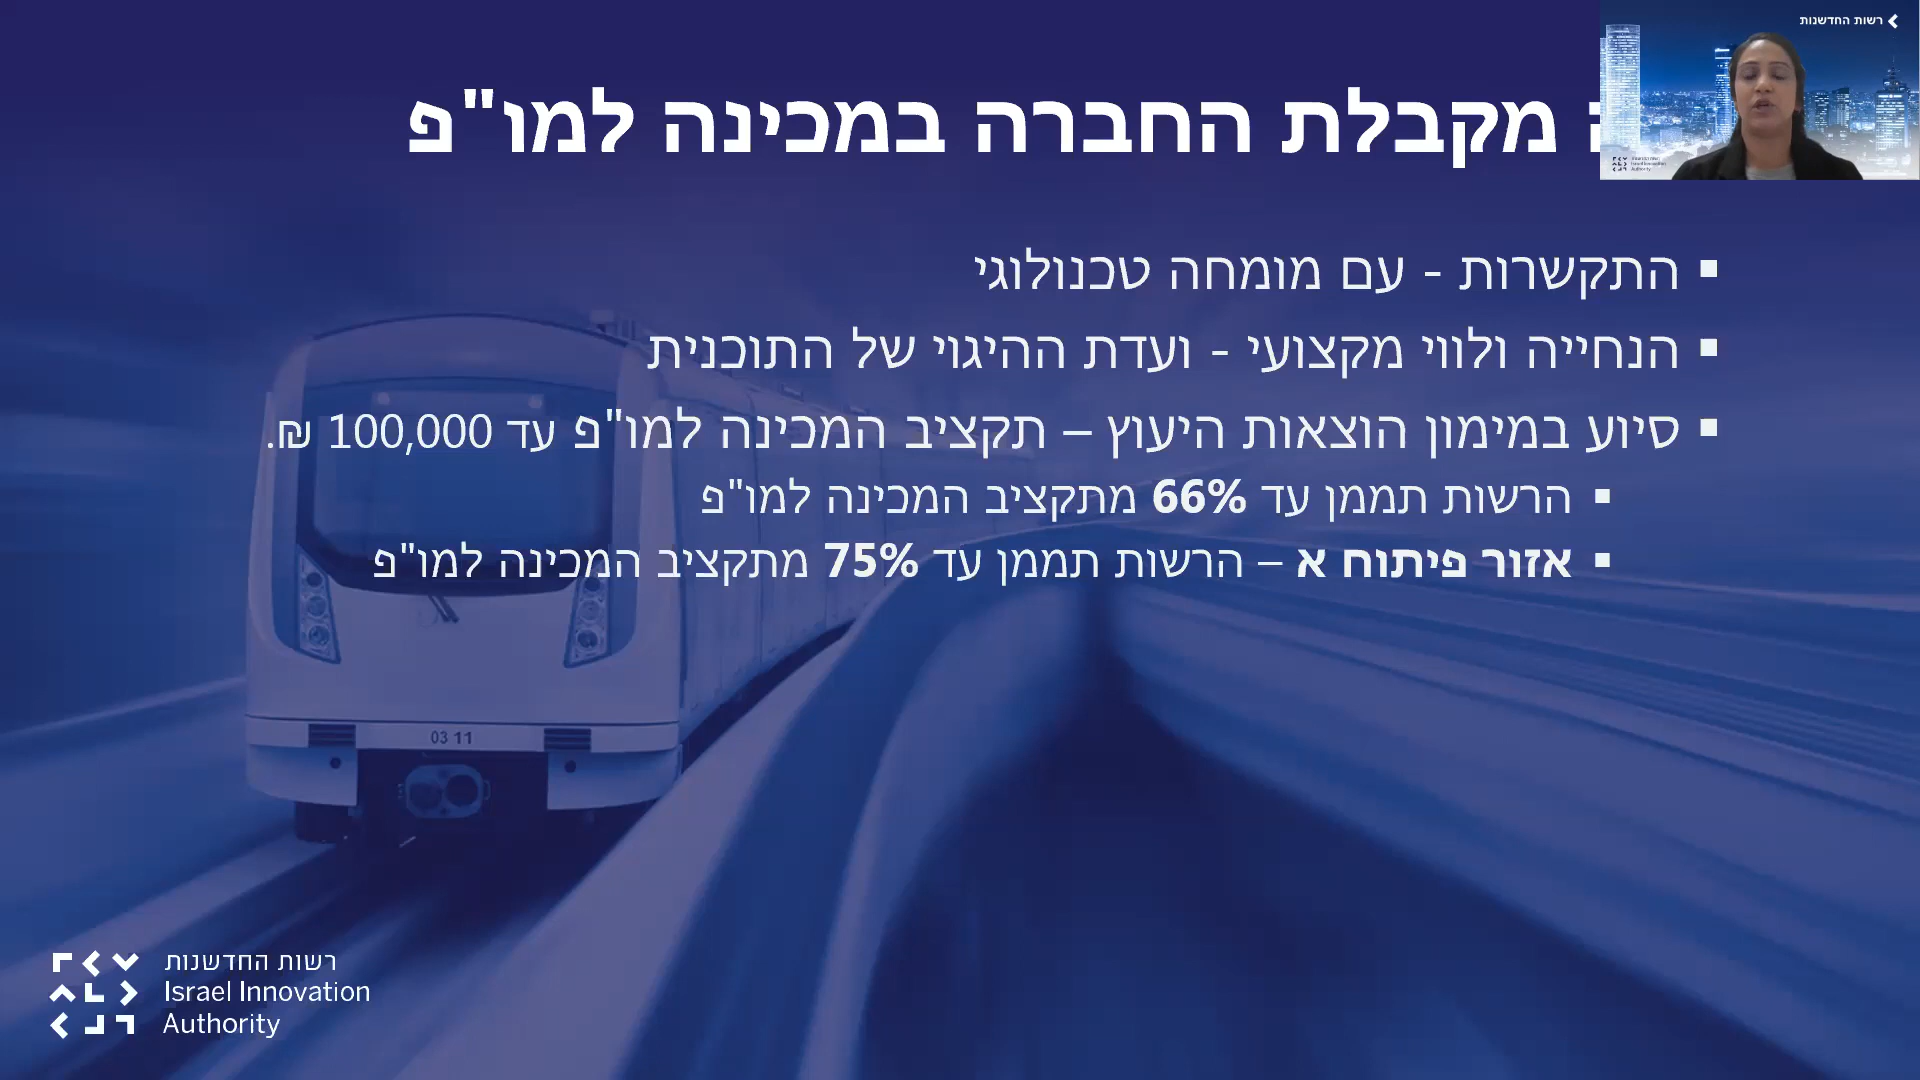 רשות החדשנות
מקבלת החברה במכינה למו"פ
התקשרות - עם מומחה טכנולוגי
הנחייה ולווי מקצועי - ועדת ההיגוי של התוכנית
סיוע במימון הוצאות היעוץ – תקציב המכינה למו"פ עד 100,000 ₪.
הרשות תממן עד 66% מתקציב המכינה למו"פ
אזור פיתוח א – הרשות תממן עד 75% מתקציב המכינה למו"פ
03 11
רשות החדשנות
Israel Innovation
Authority